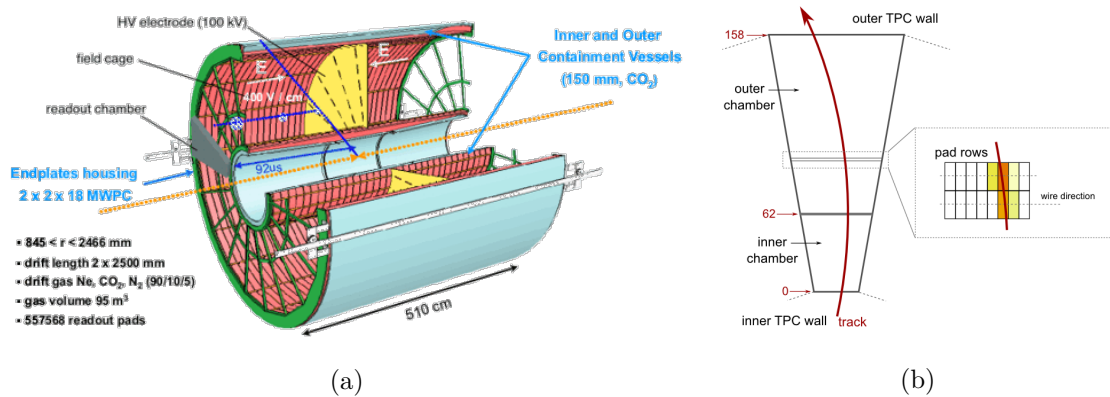 HV electrode (100 kV)
field cage
readout chamber
Inner and Outer
Containment Vessels
(150 mm, CO₂)
E
E
400 V / cm
92us
Endplates housing
2 x 2 x 18 MWPC
▪ 845 < r < 2466 mm
▪ drift length 2 x 2500 mm
▪ drift gas Ne, CO₂, N₂ (90/10/5)
▪ gas volume 95 m³
▪ 557568 readout pads
510 cm
(a)
outer TPC wall
158
outer
chamber
62
inner
chamber
0
inner TPC wall
track
pad rows
wire direction
(b)